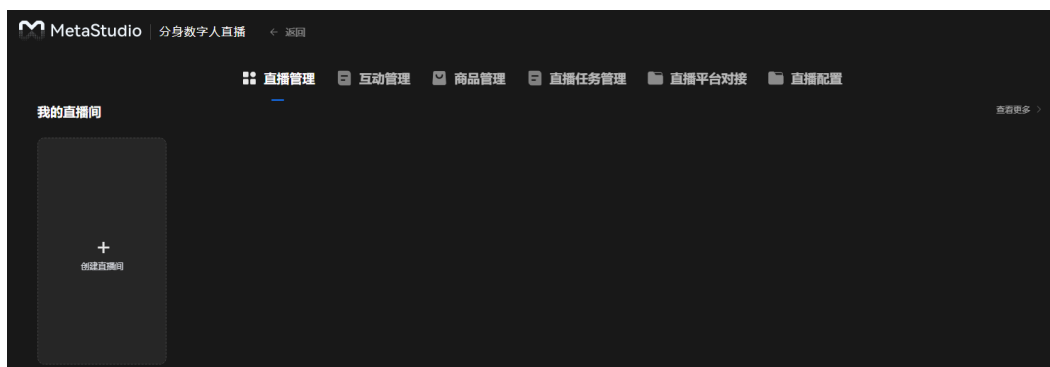 MetaStudio 分身数字人直播 ← 返回
直播管理 互动管理 商品管理 直播任务管理 直播平台对接 直播配置
我的直播间 查看更多 >
+
创建直播间